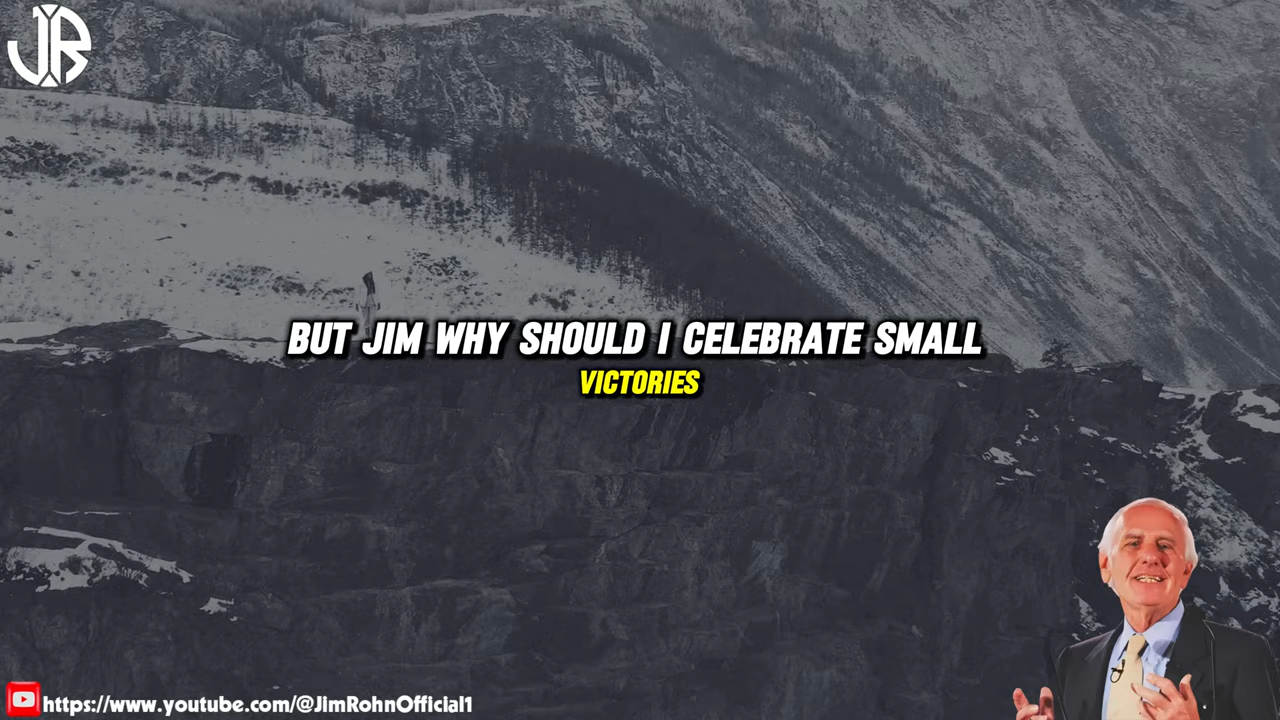 JR
BUT JIM WHY SHOULD I CELEBRATE SMALL
VICTORIES
https://www.youtube.com/@JimRohnOfficial1